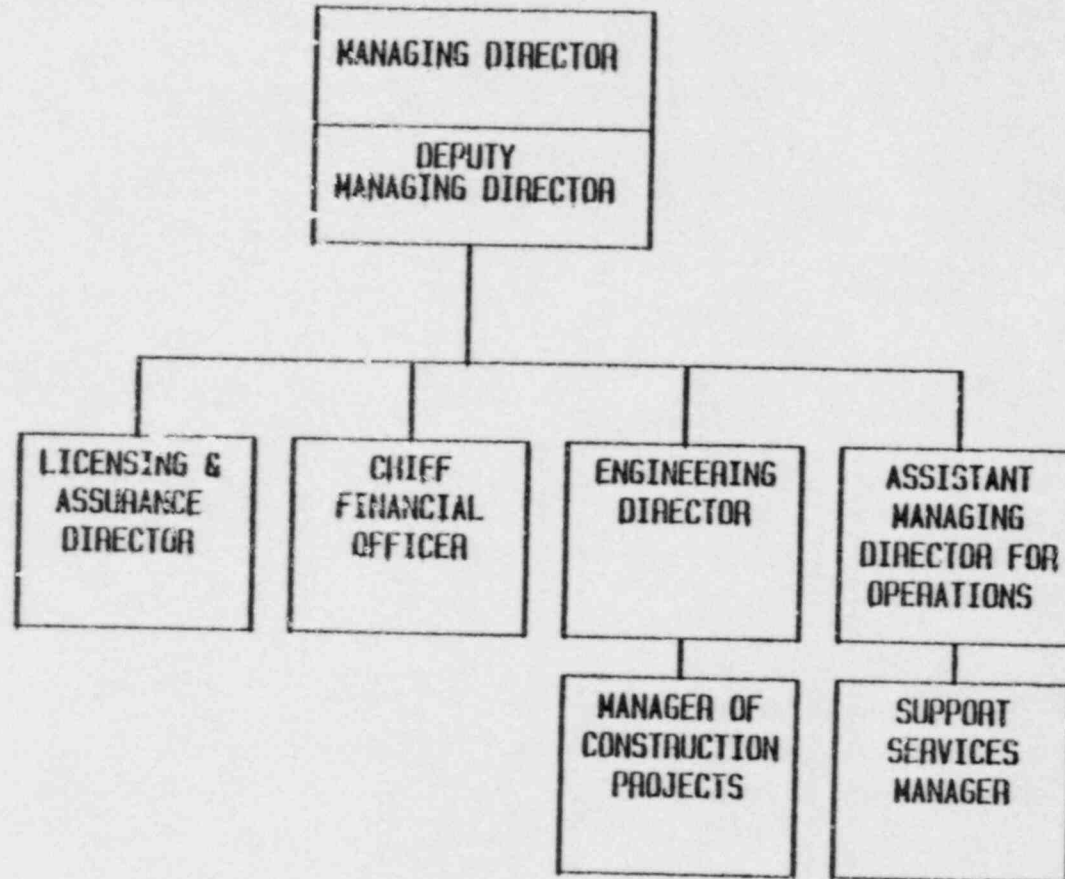 MANAGING DIRECTOR
DEPUTY
MANAGING DIRECTOR
LICENSING &
ASSURANCE
DIRECTOR
CHIEF
FINANCIAL
OFFICER
ENGINEERING
DIRECTOR
ASSISTANT
MANAGING
DIRECTOR FOR
OPERATIONS
MANAGER OF
CONSTRUCTION
PROJECTS
SUPPORT
SERVICES
MANAGER